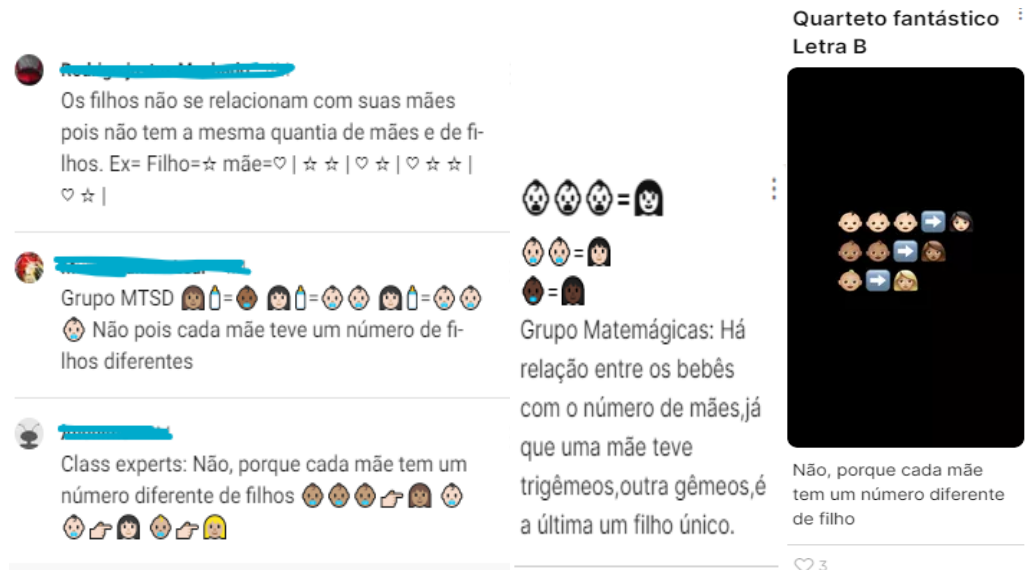 Os filhos não se relacionam com suas mães
pois não tem a mesma quantia de mães e de fi-
lhos. Ex= Filho=☆ mãe=♡ | ☆ ☆ | ♡ ☆ | ♡ ☆ ☆ |
♡ ☆ |
Grupo MTSD 👩🏽🍼=👶🏾 👩🏻🍼=👶🏻👶🏻 👩🏻🍼=👶🏻👶🏻
👶🏻 Não pois cada mãe teve um número de fi-
lhos diferentes
Class experts: Não, porque cada mãe tem um
número diferente de filhos 👶🏽👶🏽👶🏽👉🏻👩🏽 👶🏻
👶🏻👉🏻👩🏻 👶🏼👉🏻👩🏼
👶👶👶=👩
👶🏻👶🏻=👩🏻
👶🏿=👩🏿
Grupo Matemágicas: Há
relação entre os bebês
com o número de mães,já
que uma mãe teve
trigêmeos,outra gêmeos,é
a última um filho único.
Quarteto fantástico
Letra B
👶🏻👶🏻👶🏻➡️👩🏻
👶🏽👶🏽➡️👩🏽
👶🏼➡️👩🏼
Não, porque cada mãe
tem um número diferente
de filho
♡ 3